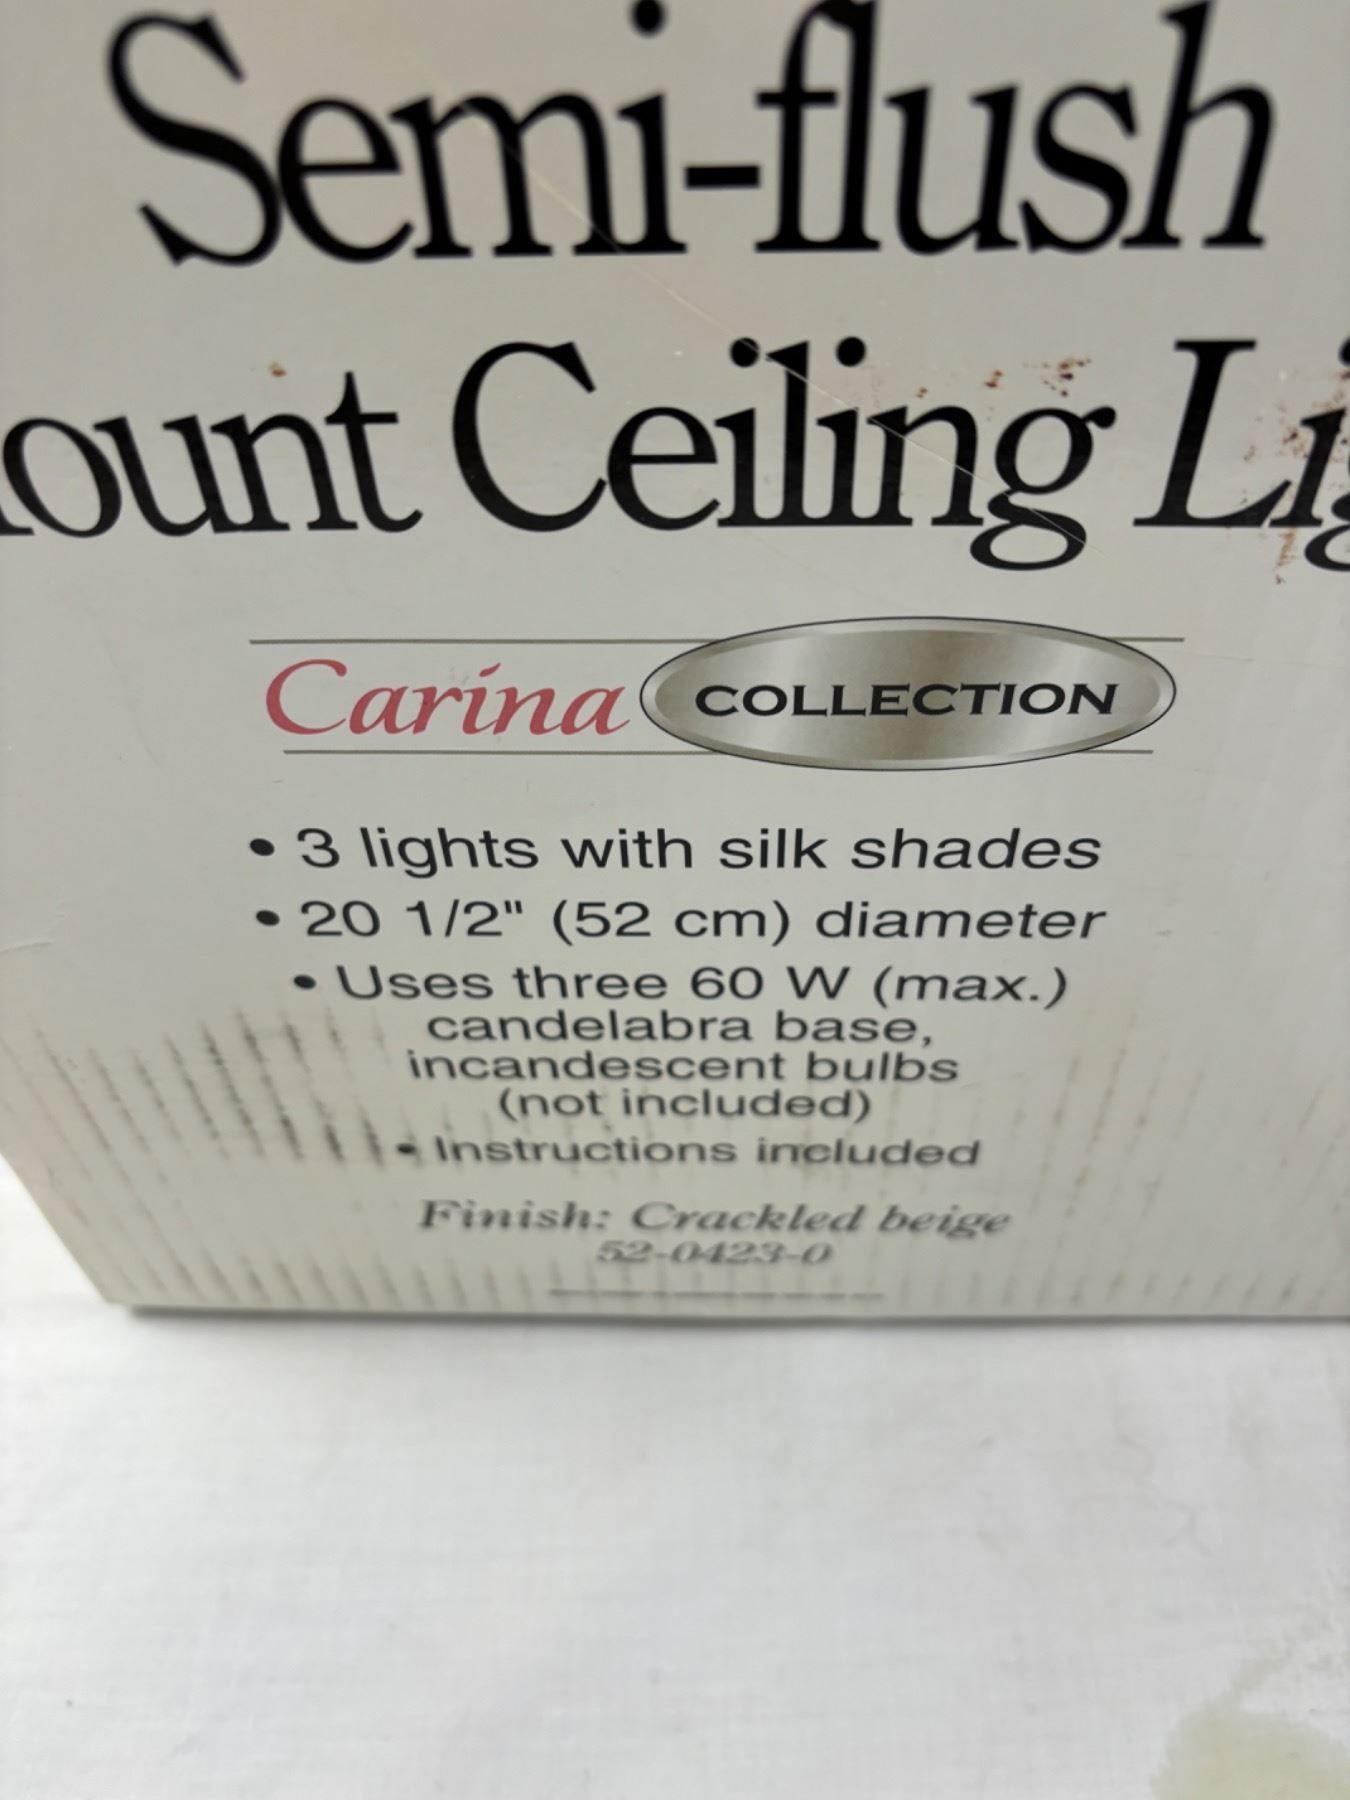 Semi-flush
ount Ceiling Lig
Carina COLLECTION
• 3 lights with silk shades
• 20 1/2" (52 cm) diameter
• Uses three 60 W (max.)
candelabra base,
incandescent bulbs
(not included)
• Instructions included
Finish: Crackled beige
52-0423-0